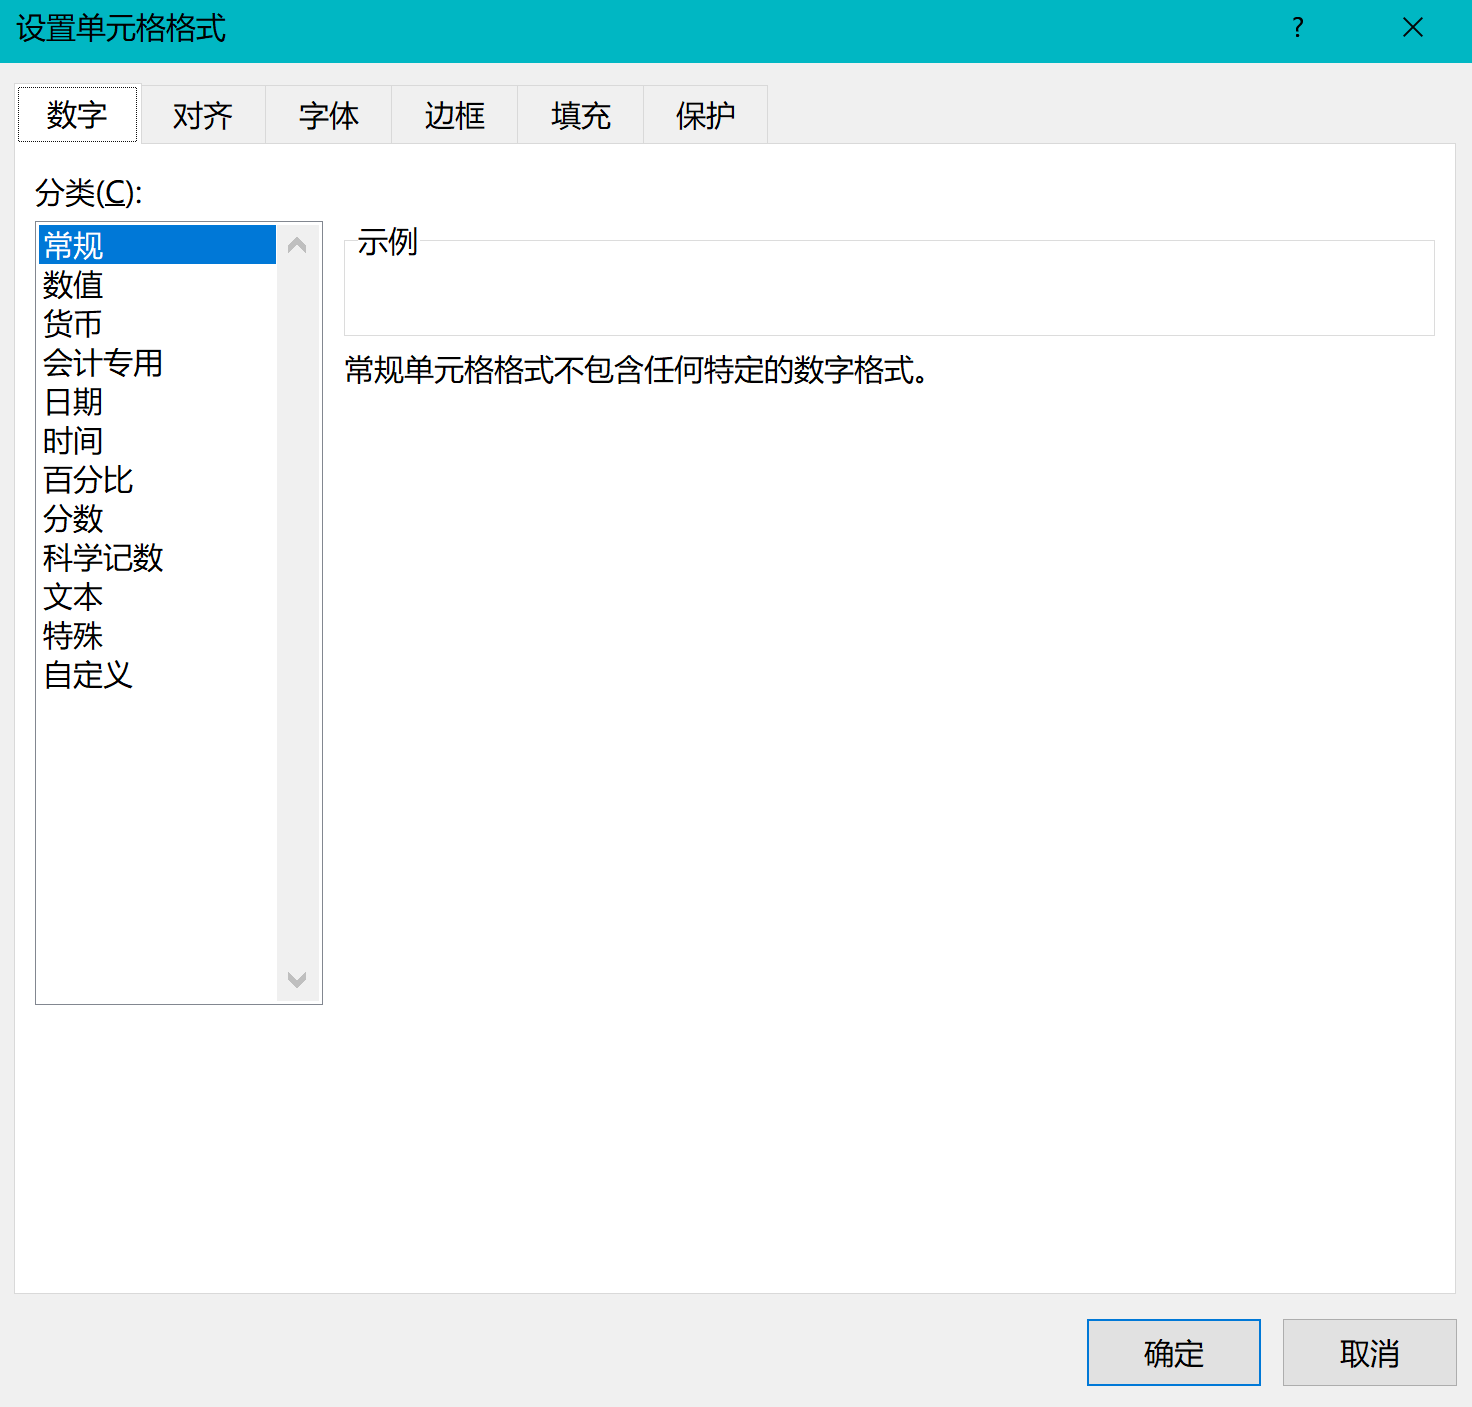 设置单元格格式
?
数字 对齐 字体 边框 填充 保护
分类(C):
常规
数值
货币
会计专用
日期
时间
百分比
分数
科学记数
文本
特殊
自定义
示例
常规单元格格式不包含任何特定的数字格式。
确定 取消